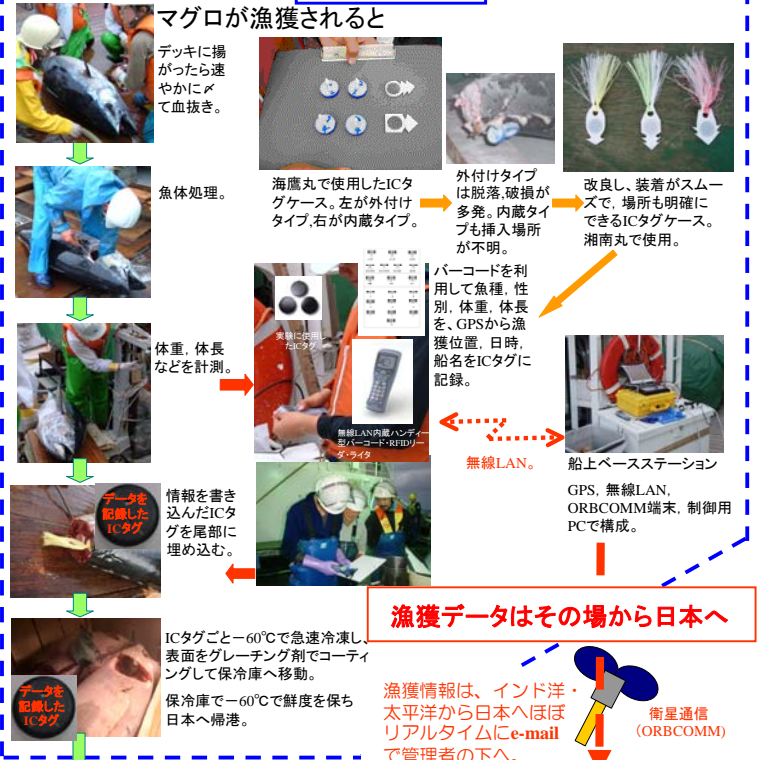 マグロが漁獲されると
デッキに揚
がったら速
やかに〆
て血抜き。
魚体処理。
体重，体長
などを計測。
情報を書き
込んだICタ
グを尾部に
埋め込む。
データを
記録した
ICタグ
ICタグごと－60℃で急速冷凍し、
表面をグレーチング剤でコーティ
ングして保冷庫へ移動。
保冷庫で－60℃で鮮度を保ち
日本へ帰港。
データを
記録した
ICタグ
海鷹丸で使用したICタ
グケース。左が外付け
タイプ,右が内蔵タイプ。
外付けタイプ
は脱落,破損が
多発。内蔵タイ
プも挿入場所
が不明。
改良し、装着がスムー
ズで，場所も明確に
できるICタグケース。
湘南丸で使用。
バーコードを利
用して魚種，性
別，体重，体長
を、GPSから漁
獲位置，日時，
船名をICタグに
記録。
実験に使用し
たICタグ
無線LAN内蔵ハンディー
型バーコード・RFIDリー
ダ・ライタ
無線LAN。
船上ベースステーション
GPS，無線LAN，
ORBCOMM端末，制御用
PCで構成。
漁獲データはその場から日本へ
漁獲情報は、インド洋・
太平洋から日本へほぼ
リアルタイムにe-mail
で管理者の下へ。
衛星通信
（ORBCOMM)